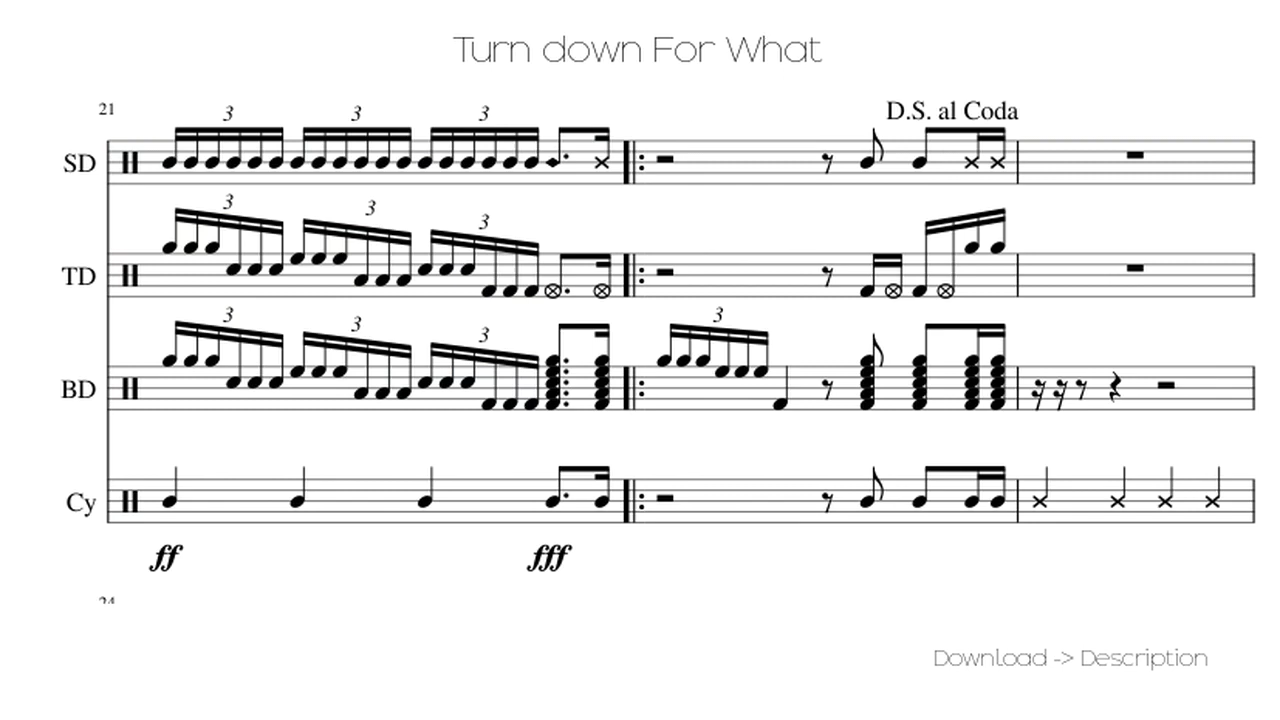 Turn down For What
21
3 3 3
D.S. al Coda
SD
3 3 3
TD
3 3 3 3
BD
Cy
ff fff
24
Download -> Description